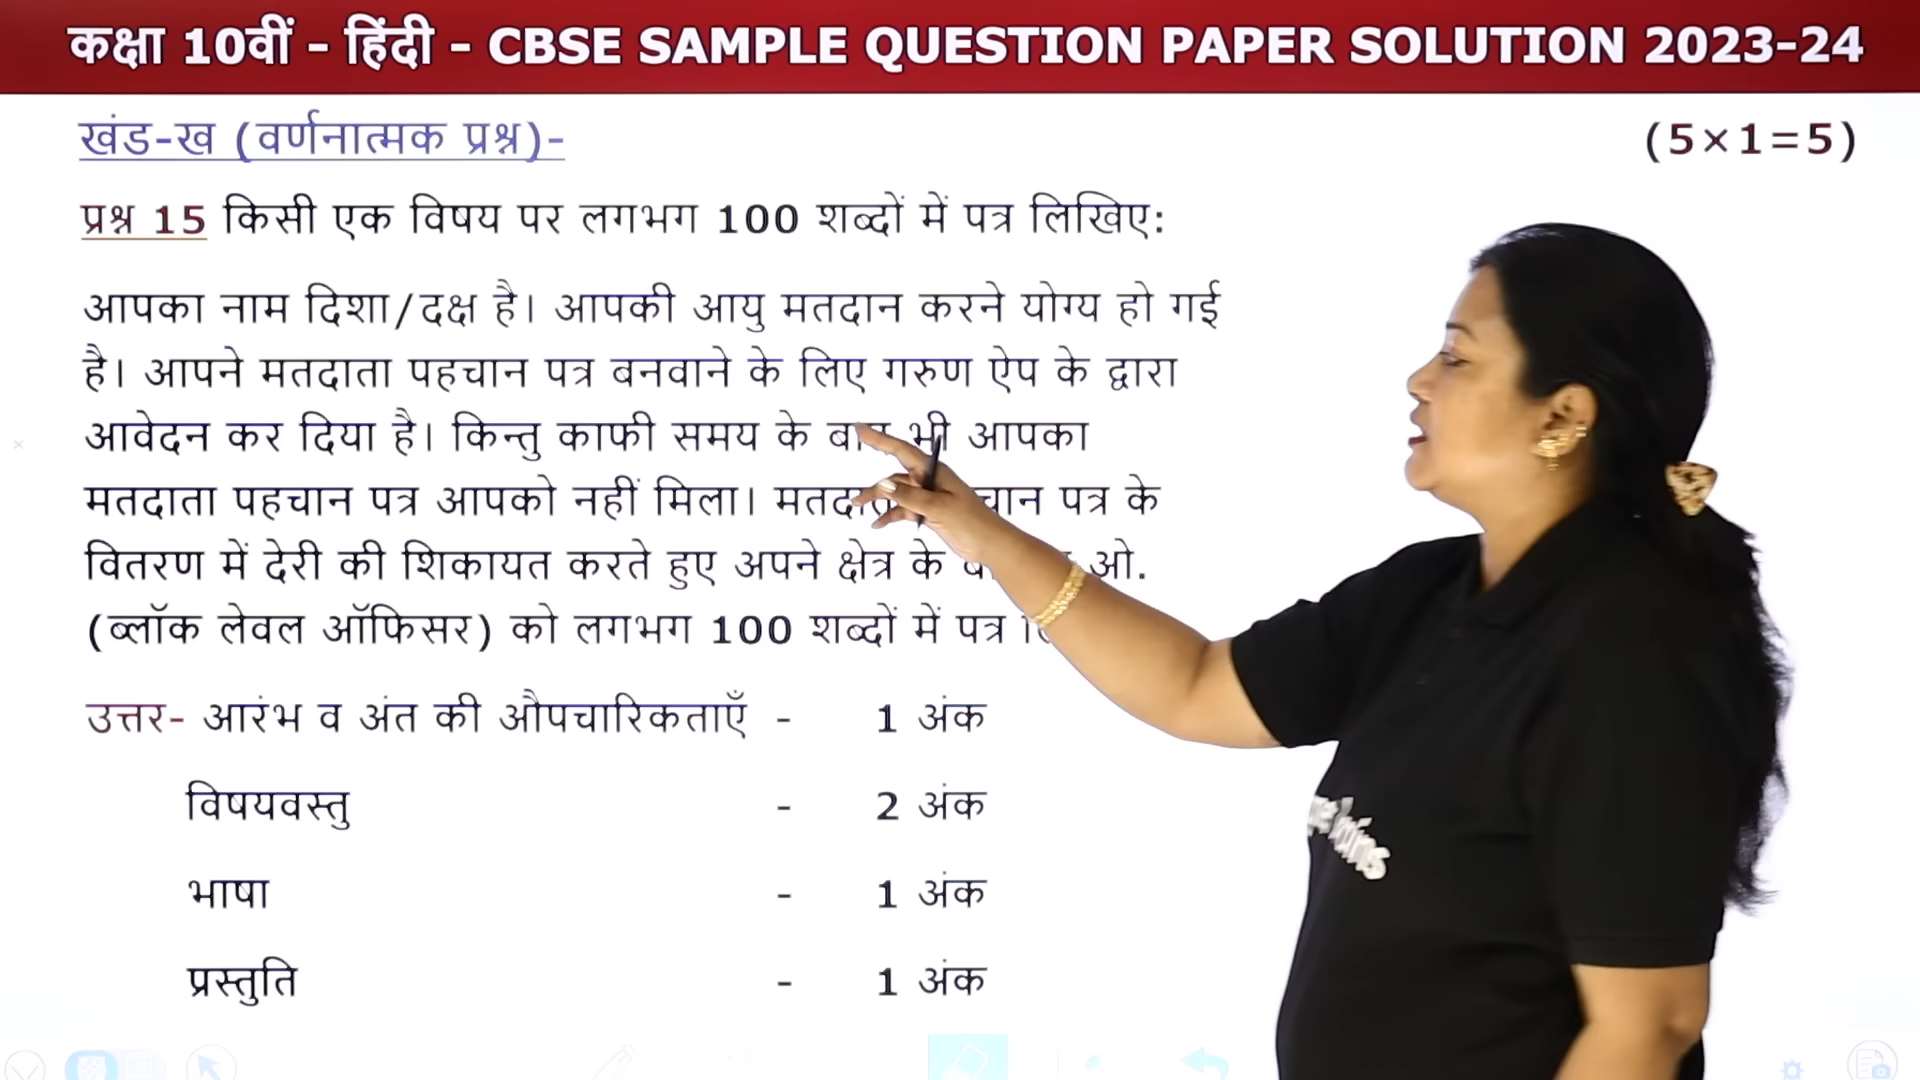 कक्षा 10वीं - हिंदी - CBSE SAMPLE QUESTION PAPER SOLUTION 2023-24
खंड-ख (वर्णनात्मक प्रश्न)-
(5×1=5)
प्रश्न 15 किसी एक विषय पर लगभग 100 शब्दों में पत्र लिखिए:
आपका नाम दिशा/दक्ष है। आपकी आयु मतदान करने योग्य हो गई
है। आपने मतदाता पहचान पत्र बनवाने के लिए गरुण ऐप के द्वारा
आवेदन कर दिया है। किन्तु काफी समय के भी आपका
मतदाता पहचान पत्र आपको नहीं मिला। पत्र के
वितरण में देरी की शिकायत करते हुए अपने क्षेत्र के ओ.
(ब्लॉक लेवल ऑफिसर) को लगभग 100 शब्दों में पत्र
उत्तर- आरंभ व अंत की औपचारिकताएँ - 1 अंक
विषयवस्तु - 2 अंक
भाषा - 1 अंक
प्रस्तुति - 1 अंक